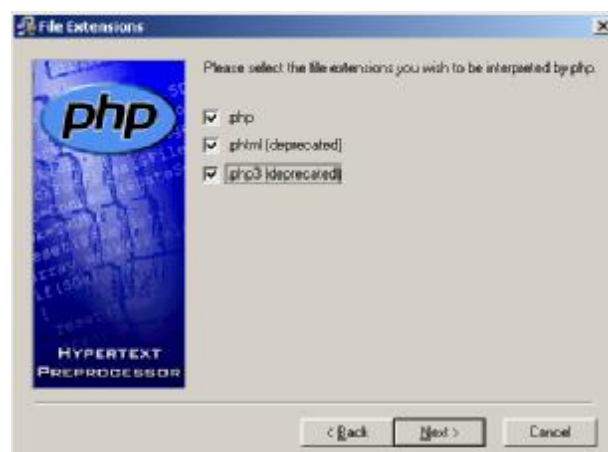 File Extensions
Please select the file extensions you wish to be interpreted by php.
php
.php
.phtml (deprecated)
.php3 (deprecated)
HYPERTEXT
PREPROCESSOR
< Back
Next >
Cancel